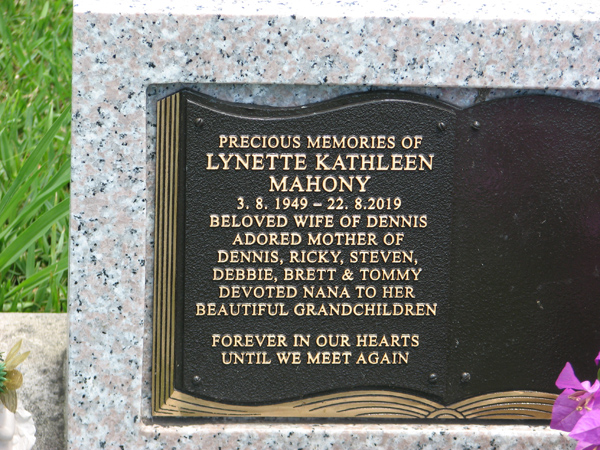 PRECIOUS MEMORIES OF
LYNETTE KATHLEEN
MAHONY
3. 8. 1949 – 22. 8.2019
BELOVED WIFE OF DENNIS
ADORED MOTHER OF
DENNIS, RICKY, STEVEN,
DEBBIE, BRETT & TOMMY
DEVOTED NANA TO HER
BEAUTIFUL GRANDCHILDREN
FOREVER IN OUR HEARTS
UNTIL WE MEET AGAIN